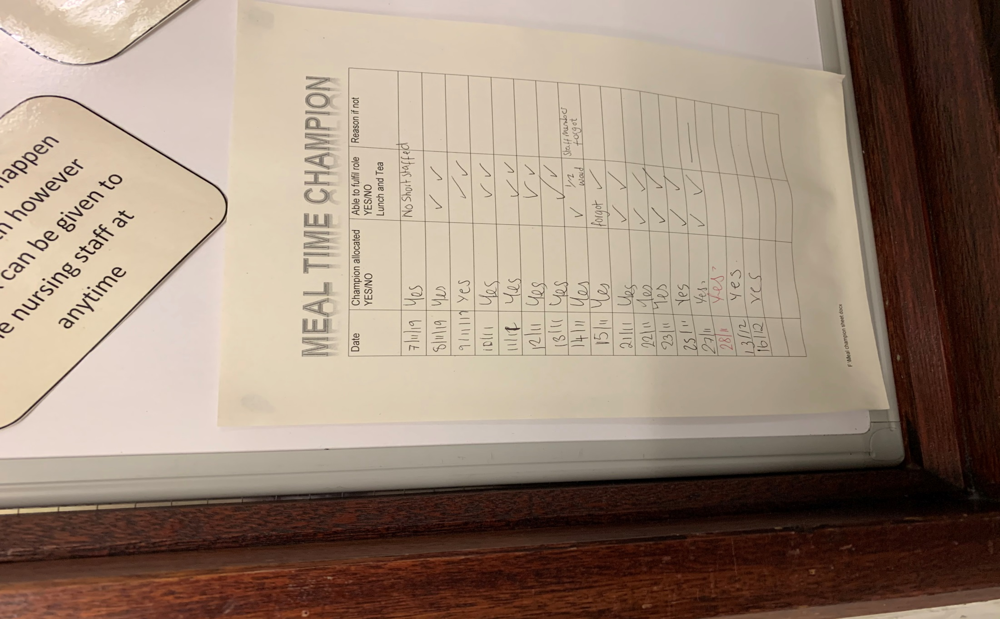 happen
however
can be given to
nursing staff at
anytime
MEAL TIME CHAMPION
Date Champion allocated YES/NO Able to fulfil role YES/NO Lunch and Tea Reason if not
7/11/19 Yes No Short Staffed
8/11/19 Yes ✓ ✓
9/11/19 Yes ✓ ✓
10/11 Yes ✓ ✓
11/11 Yes ✓ ✓
12/11 Yes ✓ ✓
13/11 Yes ✓ ✓
14/11 Yes ✓ 1/2 ward Staff Member forgot
15/11 Yes forgot ✓
21/11 Yes ✓ ✓
22/11 Yes ✓ ✓
23/11 Yes ✓ ✓
25/11 Yes ✓ ✓
27/11 Yes. ✓ ✓
28/11 Yes
13/12 Yes.
16/12 Yes
F:\Meal champion sheet.docx